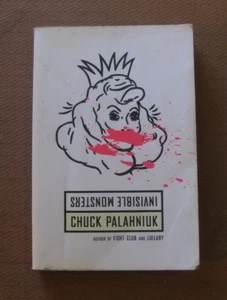 INVISIBLE MONSTERS
CHUCK PALAHNIUK
AUTHOR OF FIGHT CLUB AND LULLABY